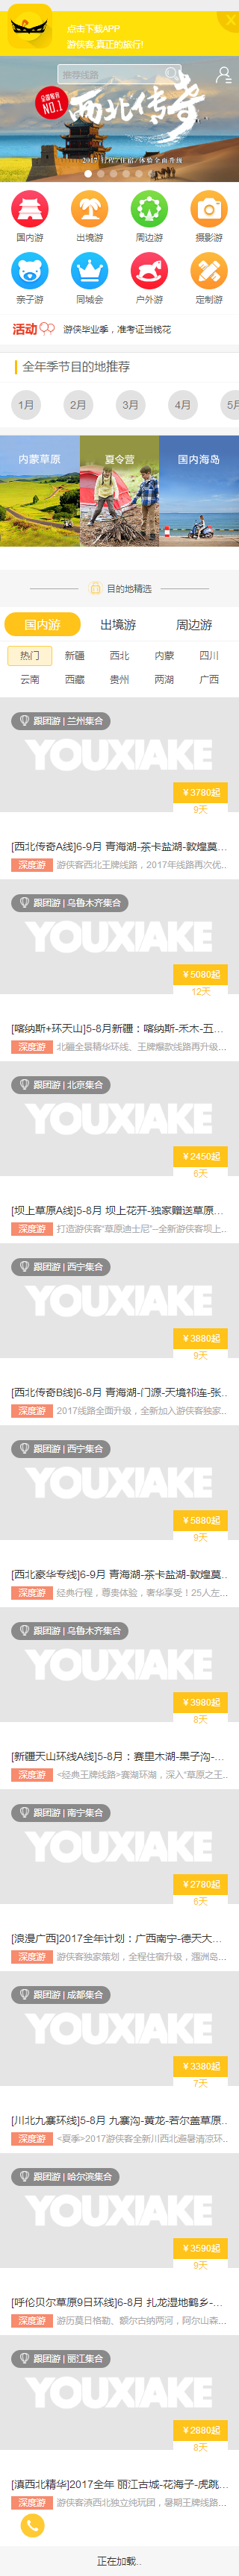 点击下载APP
X
游侠客,真正的旅行!
推荐线路
全新升级
NO.1
西北传奇
国内游
出境游
周边游
摄影游
亲子游
同城会
户外游
定制游
活动
游侠毕业季，准考证当钱花
全年季节目的地推荐
1月
2月
3月
4月
5月
内蒙草原
夏令营
国内海岛
目的地精选
国内游
出境游
周边游
热门
新疆
西北
内蒙
四川
云南
西藏
贵州
两湖
广西
跟团游 | 兰州集合
YOUXIAKE
¥3780起
9天
[西北传奇A线]6-9月 青海湖-茶卡盐湖-敦煌莫...
深度游 游侠客西北王牌线路，2017年线路再次优...
跟团游 | 乌鲁木齐集合
YOUXIAKE
¥5080起
12天
[喀纳斯+环天山]5-8月新疆：喀纳斯-禾木-五...
深度游 北疆全景精华环线、王牌爆款线路再升级...
跟团游 | 北京集合
YOUXIAKE
¥2450起
6天
[坝上草原A线]5-8月 坝上花开-独家赠送草原...
深度游 打造游侠客“草原迪士尼”--全新游侠客坝上..
跟团游 | 西宁集合
YOUXIAKE
¥3880起
8天
[西北传奇B线]6-8月 青海湖-门源-天境祁连-张..
深度游 2017线路全面升级，全新加入游侠客独家...
跟团游 | 西宁集合
YOUXIAKE
¥5880起
9天
[西北豪华专线]6-9月 青海湖-茶卡盐湖-敦煌莫...
深度游 经典行程，尊贵体验，奢华享受！25人左...
跟团游 | 乌鲁木齐集合
YOUXIAKE
¥3980起
8天
[新疆天山环线A线]5-8月：赛里木湖-果子沟-...
深度游 <经典王牌线路>赛湖环湖，深入“草原之王..
跟团游 | 南宁集合
YOUXIAKE
¥2780起
6天
[浪漫广西]2017全年计划：广西南宁-德天大...
深度游 游侠客独家策划，全程住宿升级，涠洲岛...
跟团游 | 成都集合
YOUXIAKE
¥3380起
7天
[川北九寨环线]5-8月 九寨沟-黄龙-若尔盖草原..
深度游 <夏季>2017游侠客全新川西北避暑清凉环..
跟团游 | 哈尔滨集合
YOUXIAKE
¥3590起
9天
[呼伦贝尔草原9日环线]6-8月 扎龙湿地鹤乡-...
深度游 游历莫日格勒、额尔古纳两河，阿尔山森...
跟团游 | 丽江集合
YOUXIAKE
¥2880起
8天
[滇西北精华]2017全年 丽江古城-花海子-虎跳...
深度游 游侠客滇西北独立纯玩团，暑期王牌线路...
正在加载..